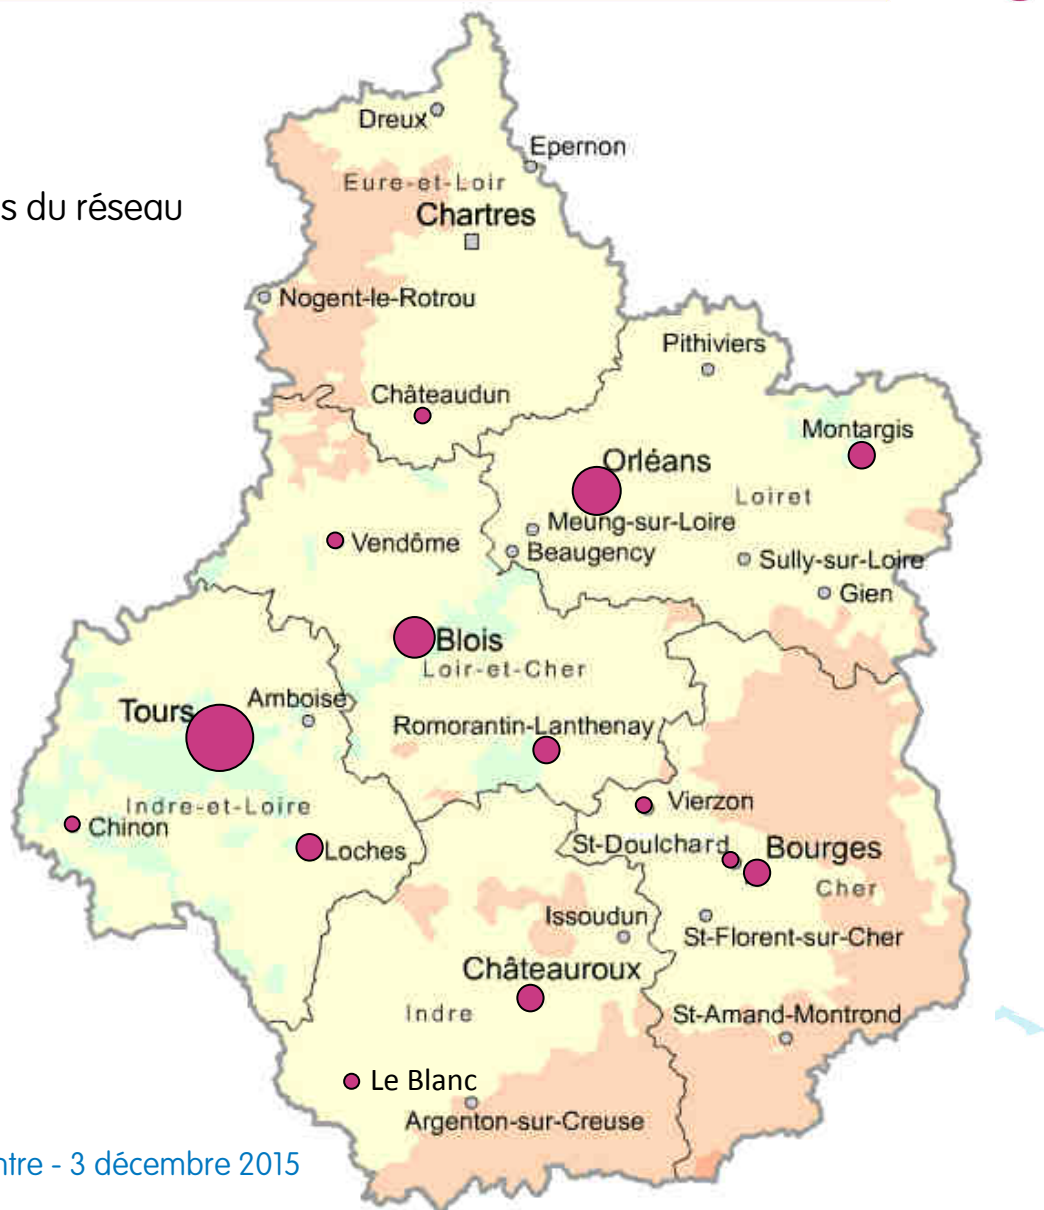 Dreux
Epernon
Eure-et-Loir
s du réseau
Chartres
Nogent-le-Rotrou
Pithiviers
Châteaudun
Montargis
Orléans
Loiret
Meung-sur-Loire
Vendôme
Beaugency
Sully-sur-Loire
Gien
Blois
Loir-et-Cher
Amboise
Tours
Romorantin-Lanthenay
Indre-et-Loire
Vierzon
Chinon
St-Doulchard
Bourges
Loches
Cher
Issoudun
St-Florent-sur-Cher
Châteauroux
Indre
St-Amand-Montrond
Le Blanc
Argenton-sur-Creuse
ntre - 3 décembre 2015